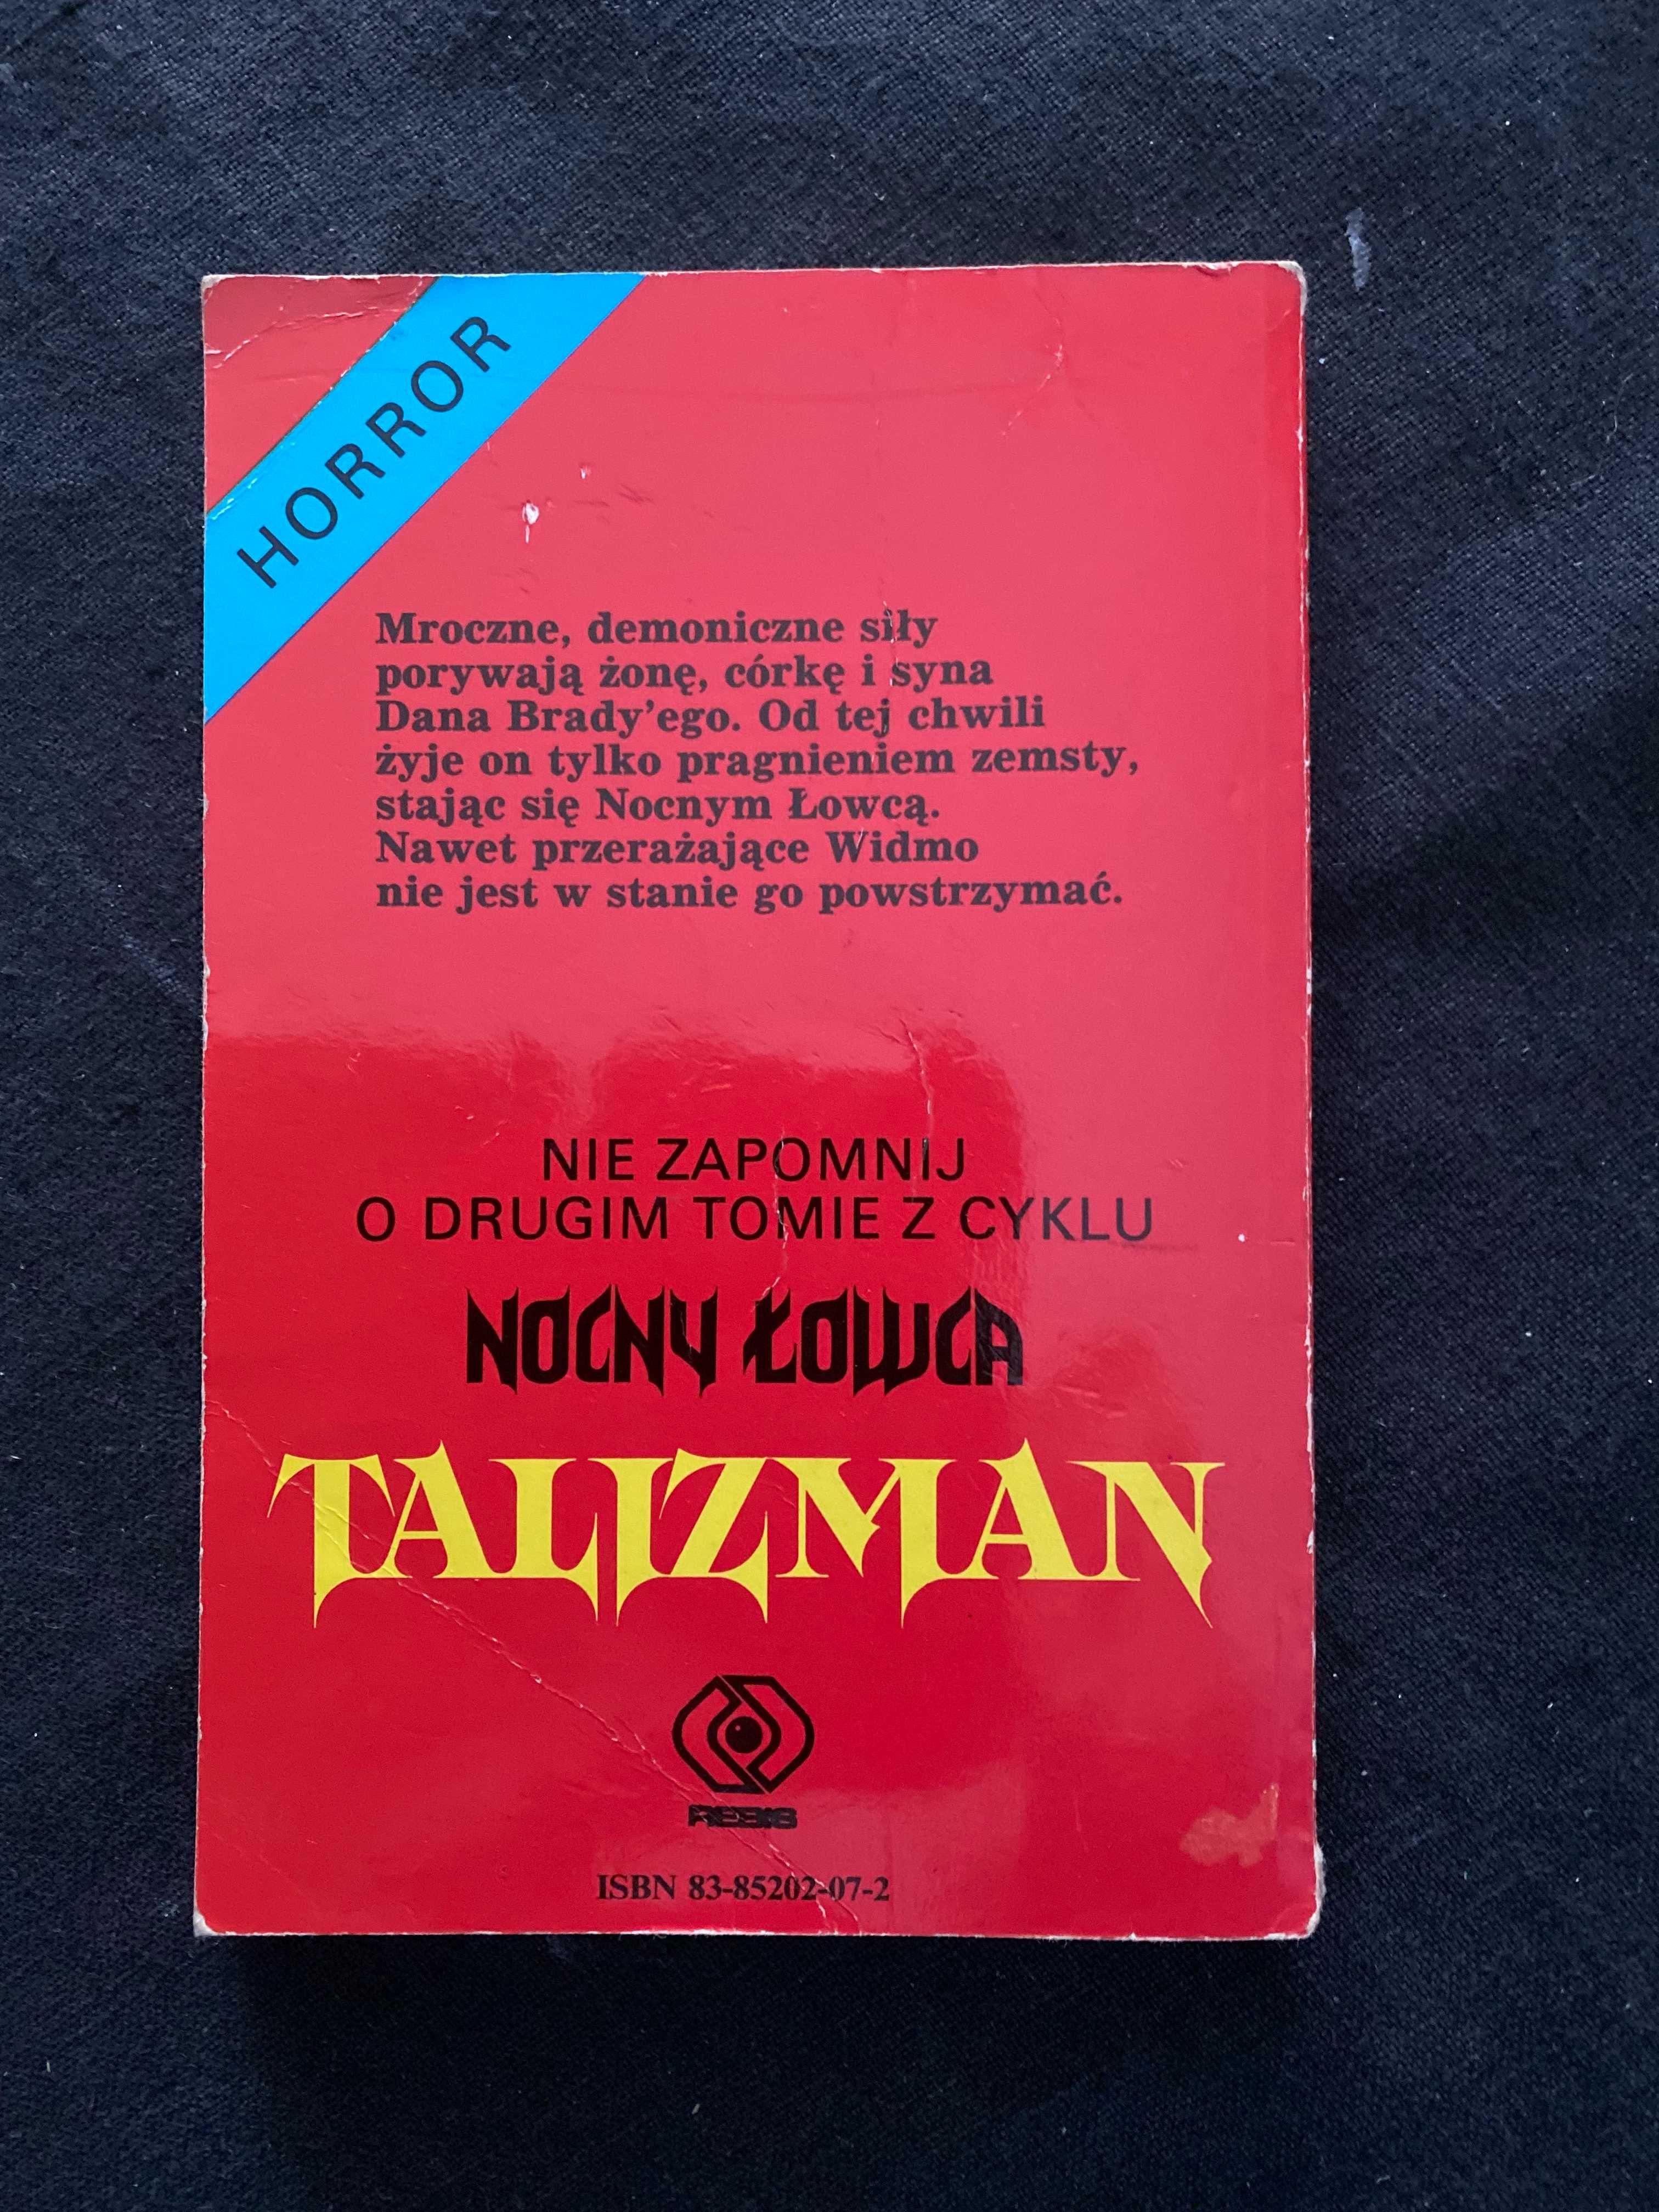 HORROR
Mroczne, demoniczne siły
porywają żonę, córkę i syna
Dana Brady'ego. Od tej chwili
żyje on tylko pragnieniem zemsty,
stając się Nocnym Łowcą.
Nawet przerażające Widmo
nie jest w stanie go powstrzymać.
NIE ZAPOMNIJ
O DRUGIM TOMIE Z CYKLU
NOCNY ŁOWCA
TALIZMAN
REBIS
ISBN 83-85202-07-2